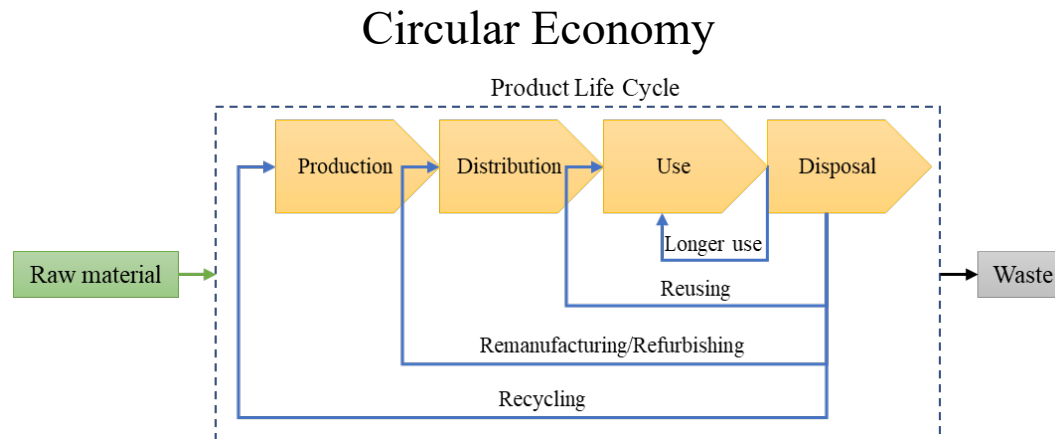 Circular Economy
Product Life Cycle
Production
Distribution
Use
Disposal
Longer use
Raw material
Waste
Reusing
Remanufacturing/Refurbishing
Recycling